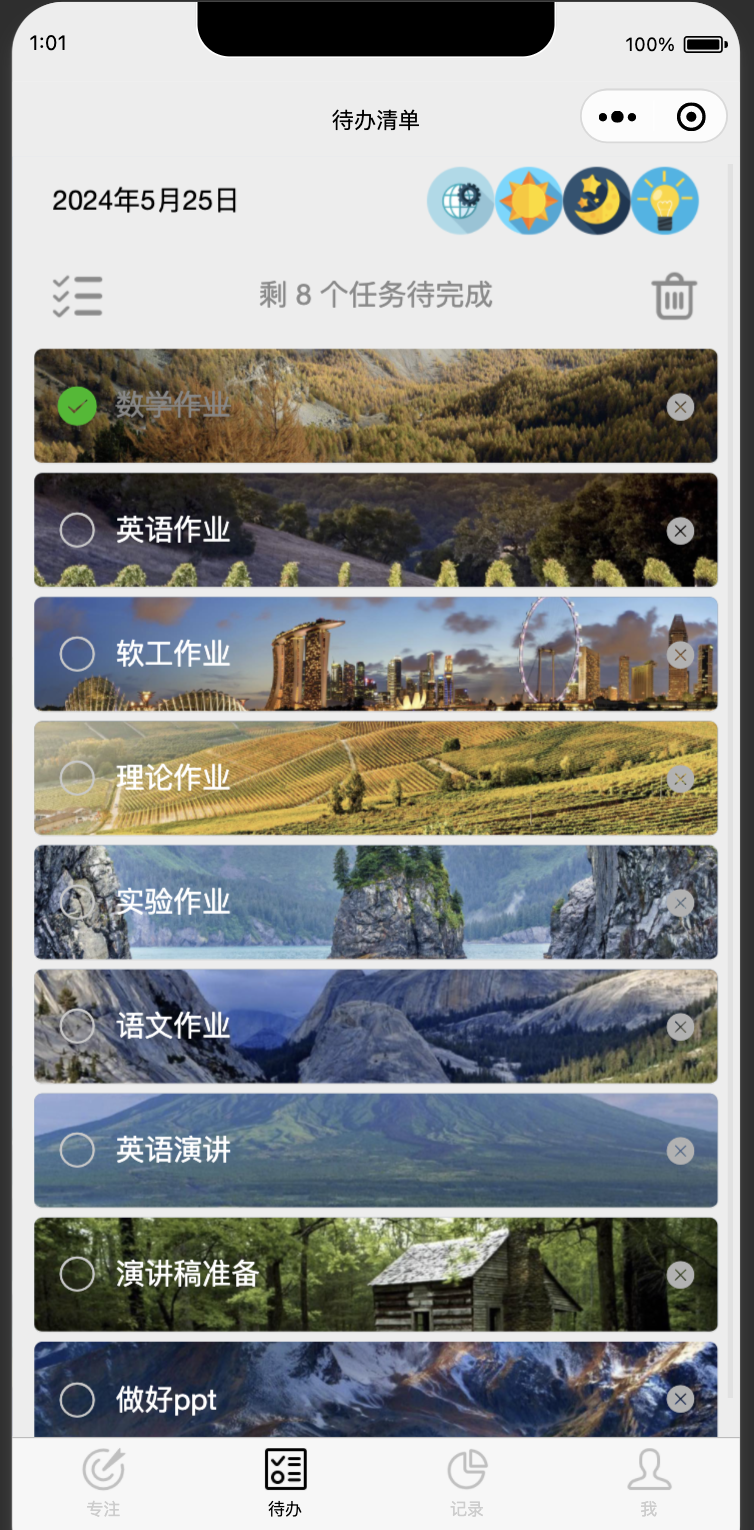 1:01
100%
待办清单
2024年5月25日
剩 8 个任务待完成
数学作业
英语作业
软工作业
理论作业
实验作业
语文作业
英语演讲
演讲稿准备
做好ppt
专注
待办
记录
我